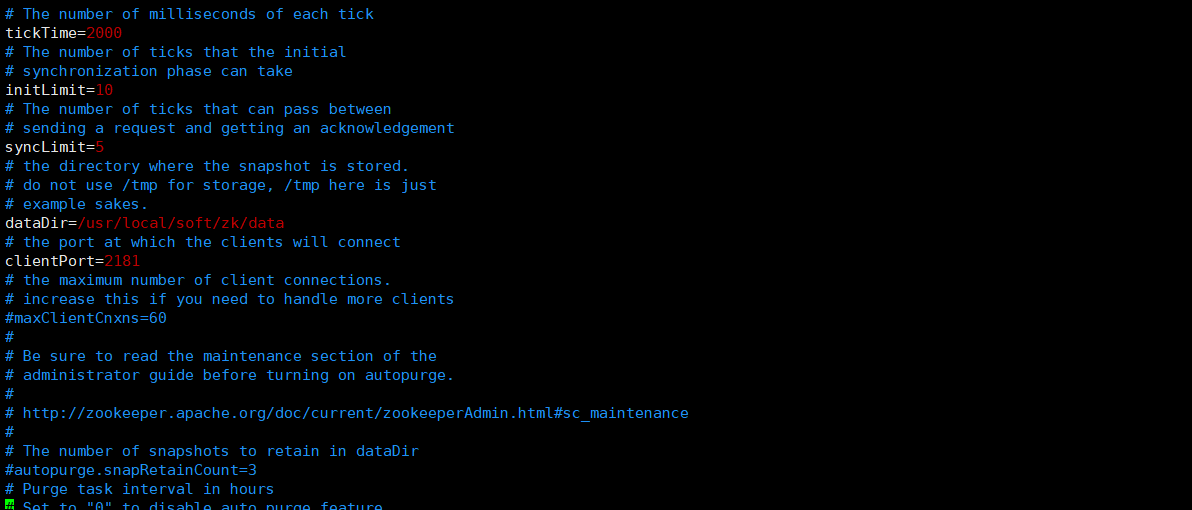 # The number of milliseconds of each tick
tickTime=2000
# The number of ticks that the initial
# synchronization phase can take
initLimit=10
# The number of ticks that can pass between
# sending a request and getting an acknowledgement
syncLimit=5
# the directory where the snapshot is stored.
# do not use /tmp for storage, /tmp here is just
# example sakes.
dataDir=/usr/local/soft/zk/data
# the port at which the clients will connect
clientPort=2181
# the maximum number of client connections.
# increase this if you need to handle more clients
#maxClientCnxns=60
#
# Be sure to read the maintenance section of the
# administrator guide before turning on autopurge.
#
# http://zookeeper.apache.org/doc/current/zookeeperAdmin.html#sc_maintenance
#
# The number of snapshots to retain in dataDir
#autopurge.snapRetainCount=3
# Purge task interval in hours
# Set to "0" to disable auto purge feature